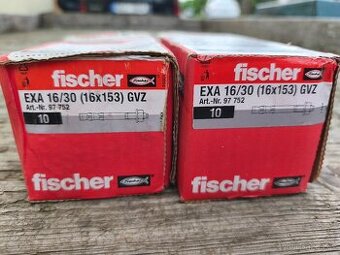 fischer
EXA 16/30 (16x153) GVZ
Art.-Nr. 97 752
10
fischer
fischer
EXA 16/30 (16x153) GVZ
Art.-Nr. 97 752
10
fischer